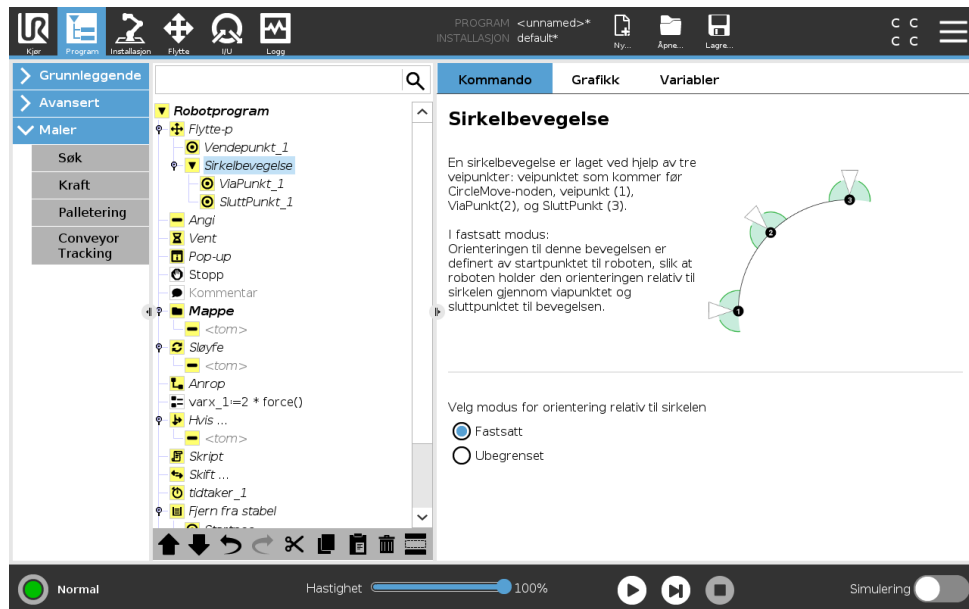 PROGRAM <unnamed>*
INSTALLASJON default*
Kjør
Program
Installasjon
Flytte
I/U
Logg
Ny...
Åpne...
Lagre...
C C
C C
Grunnleggende
Avansert
Maler
Søk
Kraft
Palletering
Conveyor
Tracking
Robotprogram
Flytte-p
Vendepunkt_1
Sirkelbevegelse
ViaPunkt_1
SluttPunkt_1
Angi
Vent
Pop-up
Stopp
Kommentar
Mappe
<tom>
Sløyfe
<tom>
Anrop
varx_1:=2 * force()
Hvis ...
<tom>
Skript
Skift ...
tidtaker_1
Fjern fra stabel
Kommando
Grafikk
Variabler
Sirkelbevegelse
En sirkelbevegelse er laget ved hjelp av tre
veipunkter: veipunktet som kommer før
CircleMove-noden, veipunkt (1),
ViaPunkt(2), og SluttPunkt (3).
I fastsatt modus:
Orienteringen til denne bevegelsen er
definert av startpunktet til roboten, slik at
roboten holder den orienteringen relativ til
sirkelen gjennom viapunktet og
sluttpunktet til bevegelsen.
3
2
1
Velg modus for orientering relativ til sirkelen
Fastsatt
Ubegrenset
Normal
Hastighet
100%
Simulering